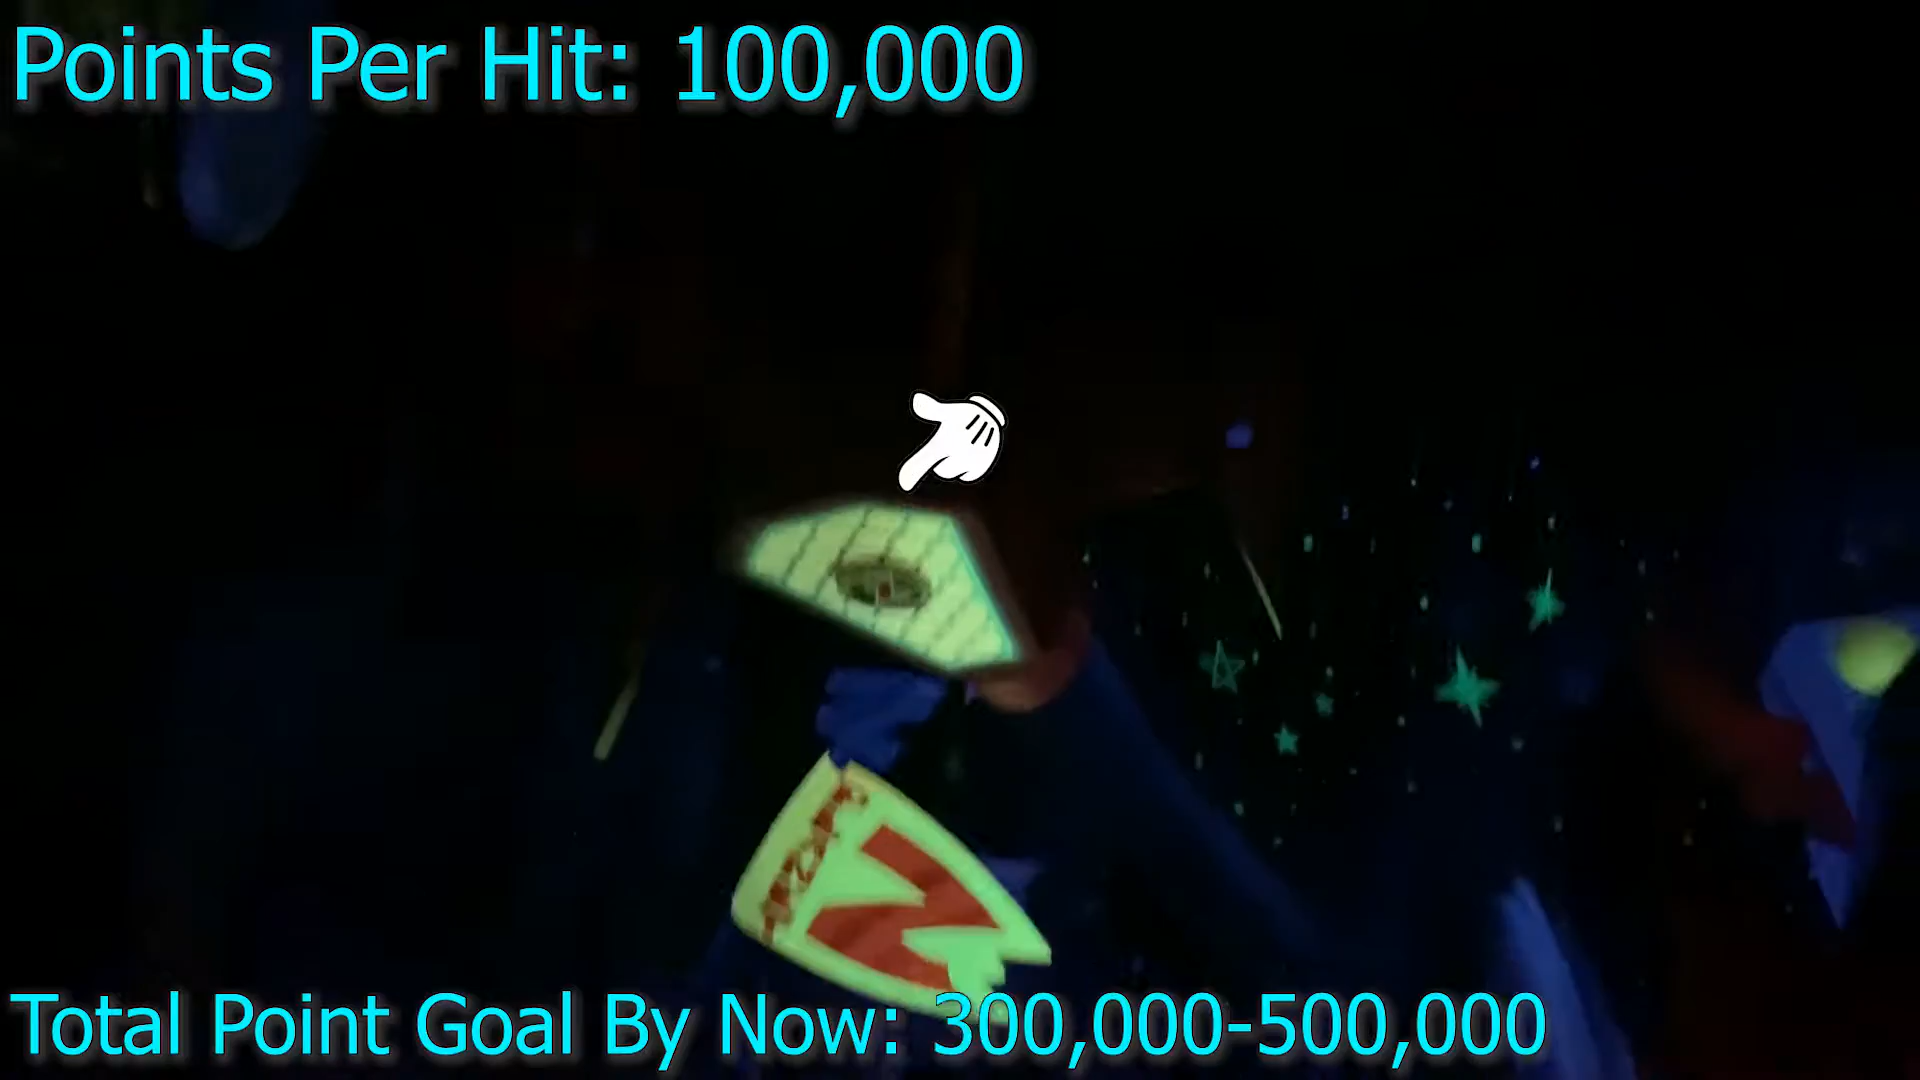 Points Per Hit: 100,000
Z
Total Point Goal By Now: 300,000-500,000